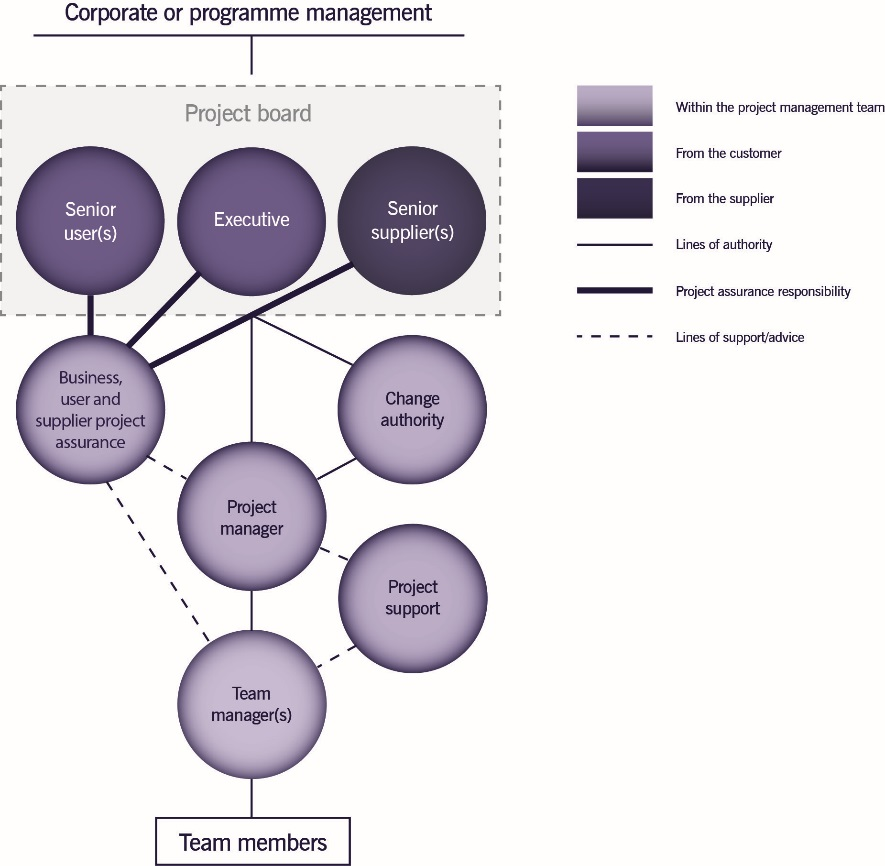 Corporate or programme management
Project board
Senior
user(s)
Executive
Senior
supplier(s)
Business,
user and
supplier project
assurance
Change
authority
Project
manager
Project
support
Team
manager(s)
Team members
Within the project management team
From the customer
From the supplier
Lines of authority
Project assurance responsibility
Lines of support/advice